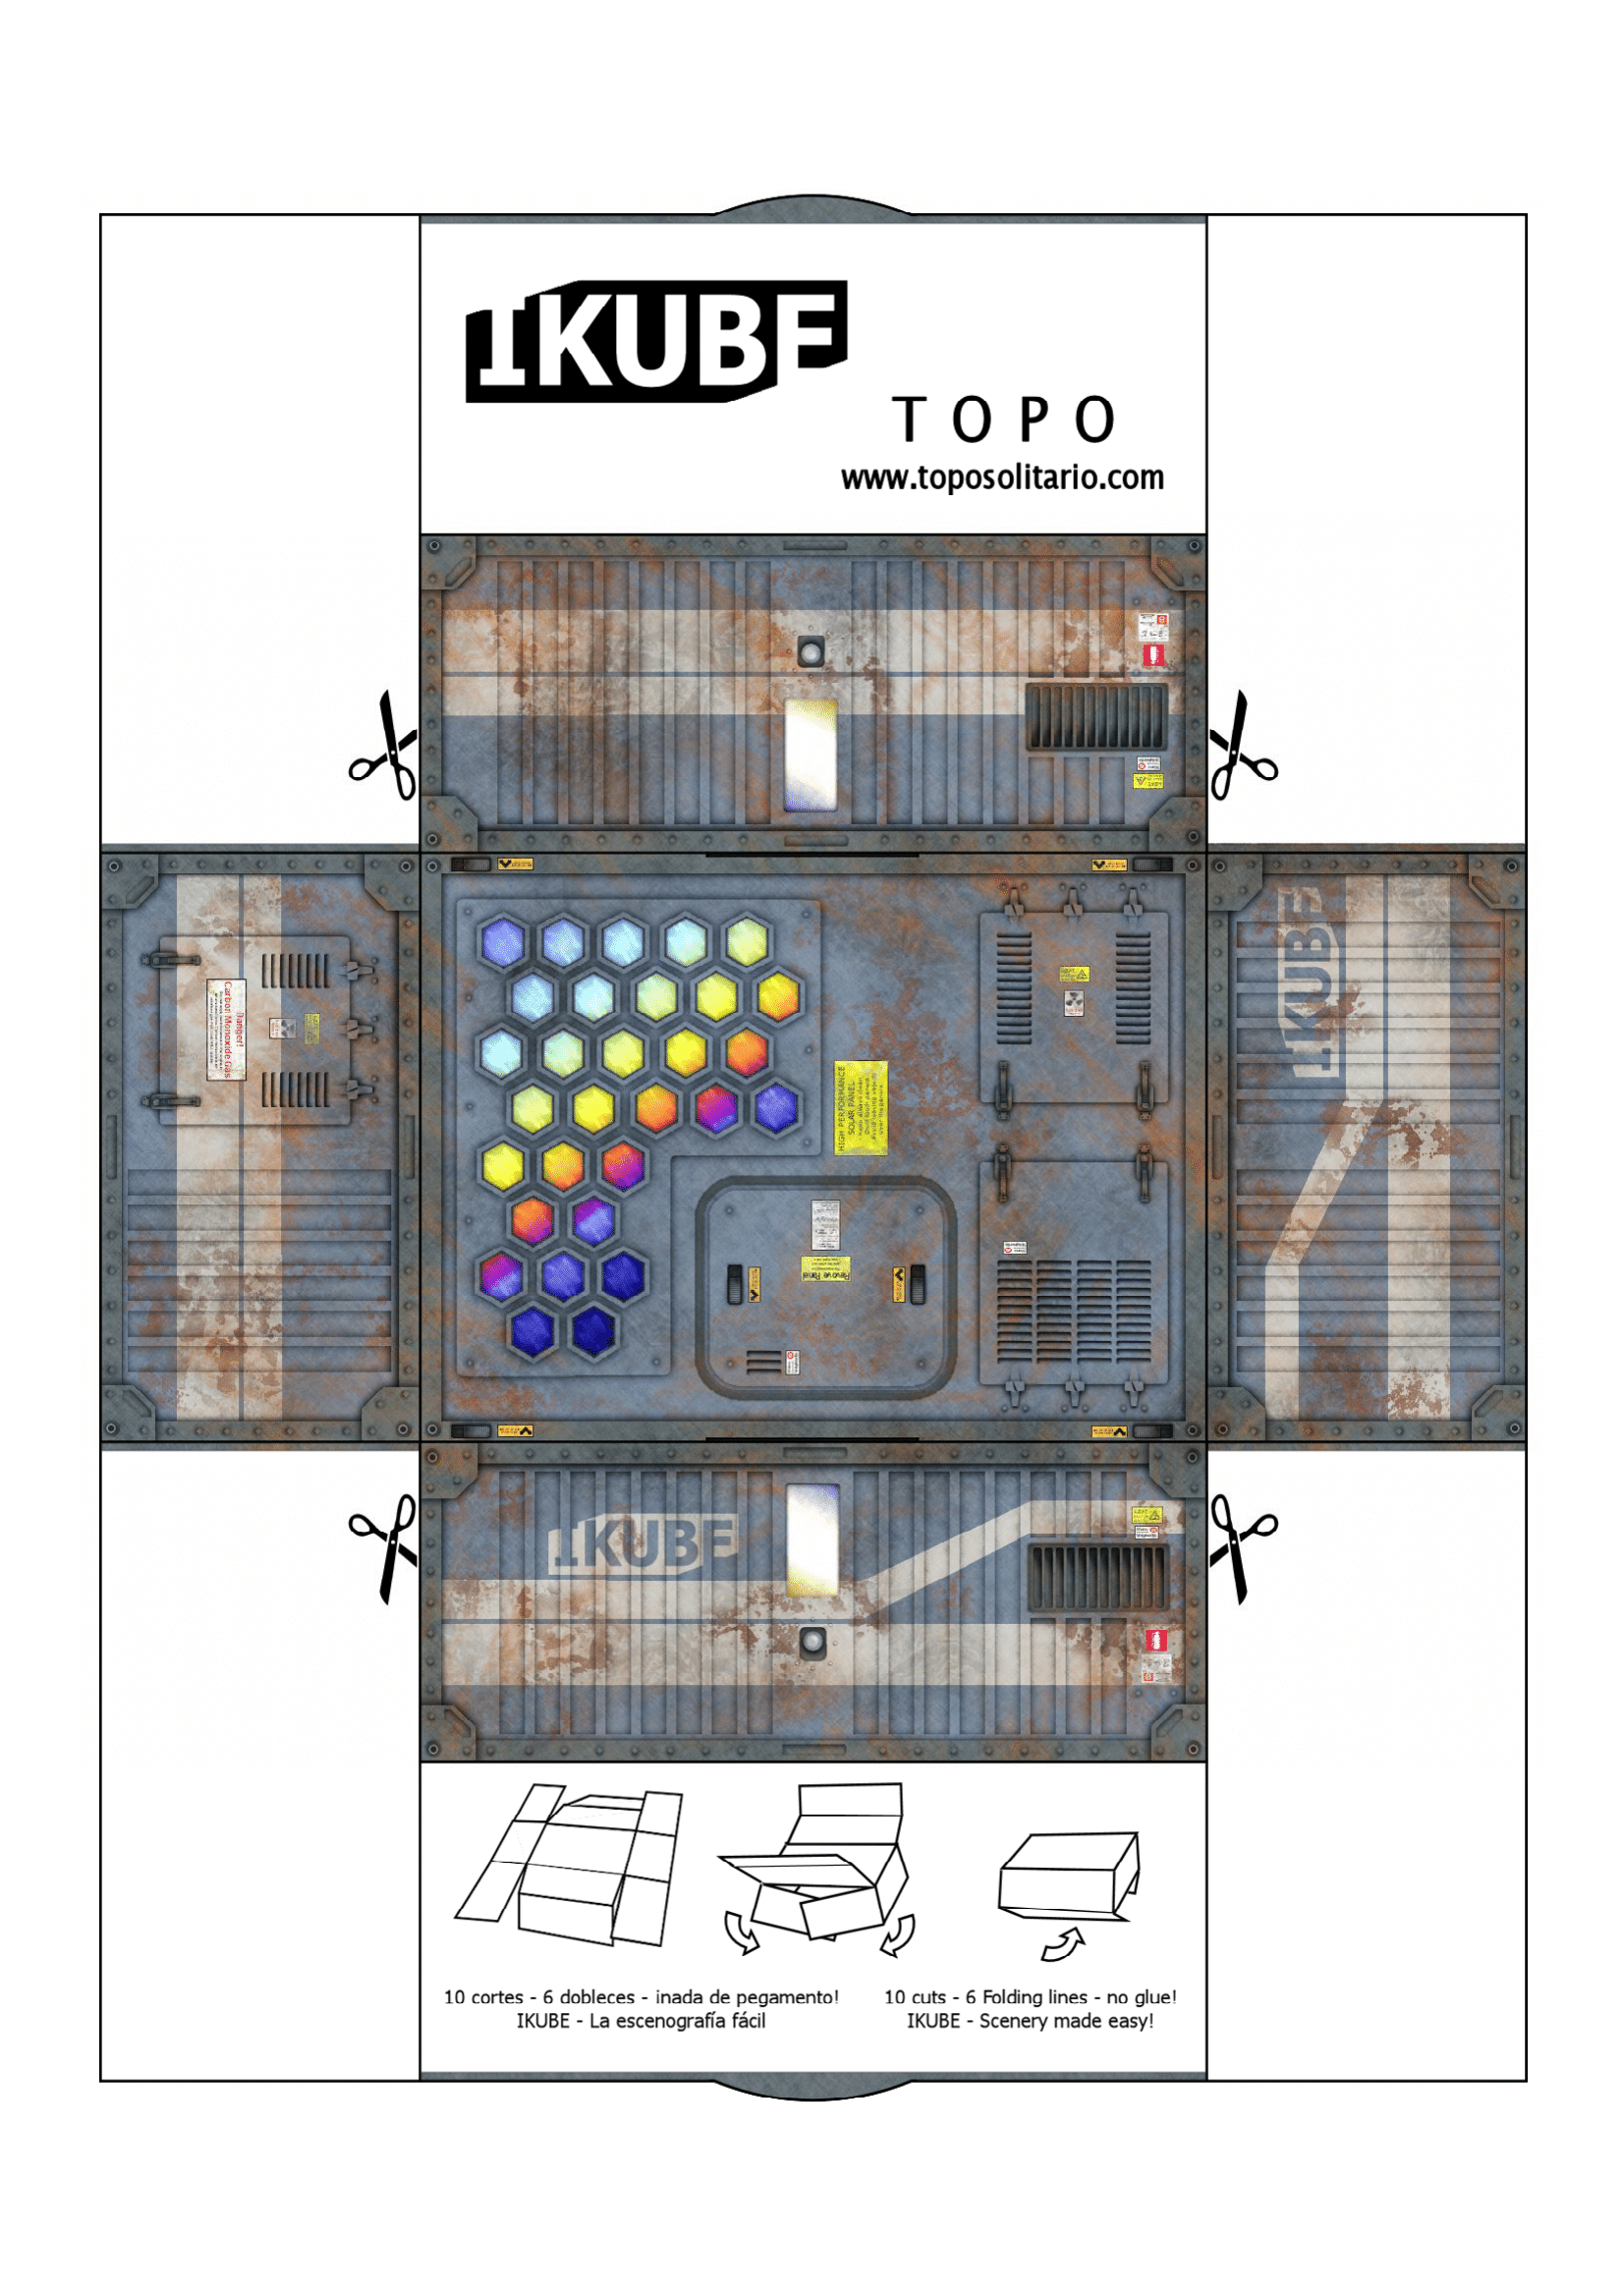 IKUBE
TOPO
www.toposolitario.com
Danger!
Carbon Monoxide Gas
IKUBE
HIGH PERFORMANCE
SOLAR PANEL
IKUBE
10 cortes - 6 dobleces - ¡nada de pegamento!
IKUBE - La escenografía fácil
10 cuts - 6 Folding lines - no glue!
IKUBE - Scenery made easy!